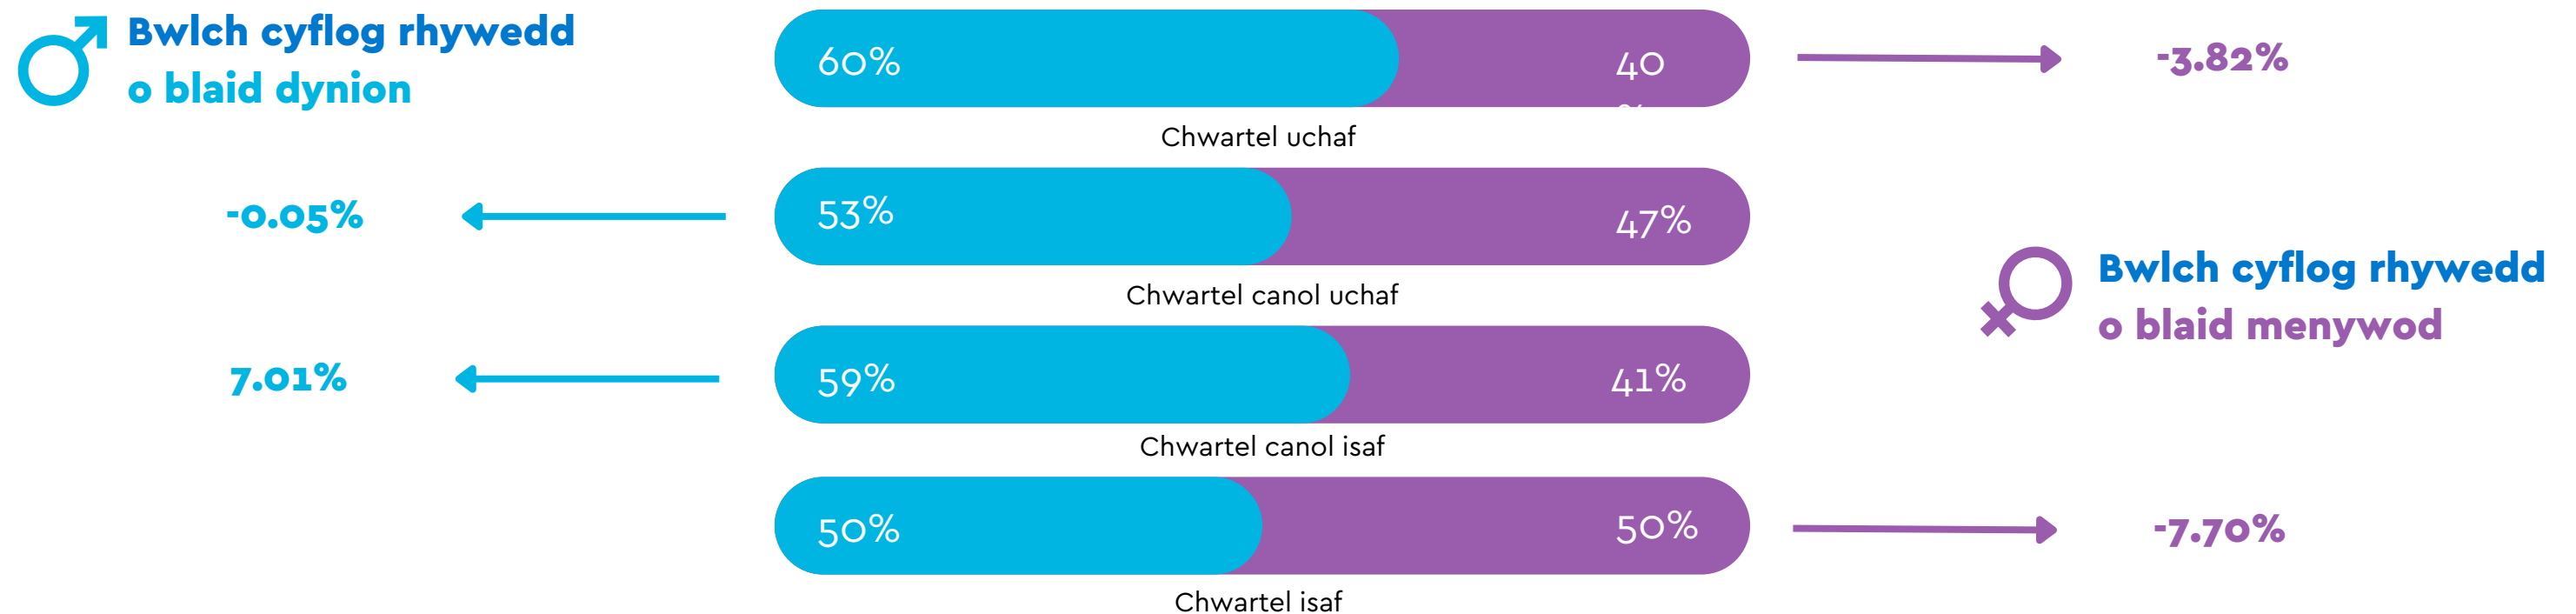 Bwlch cyflog rhywedd
o blaid dynion
60%
40
%
-3.82%
Chwartel uchaf
-0.05%
53%
47%
Chwartel canol uchaf
Bwlch cyflog rhywedd
o blaid menywod
7.01%
59%
41%
Chwartel canol isaf
50%
50%
-7.70%
Chwartel isaf